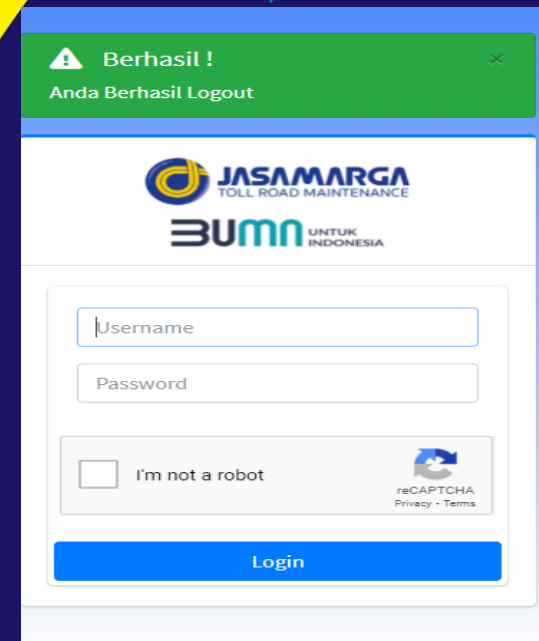 Berhasil !
×
Anda Berhasil Logout
JASAMARGA
TOLL ROAD MAINTENANCE
BUMN UNTUK
INDONESIA
Username
Password
I'm not a robot
reCAPTCHA
Privacy - Terms
Login